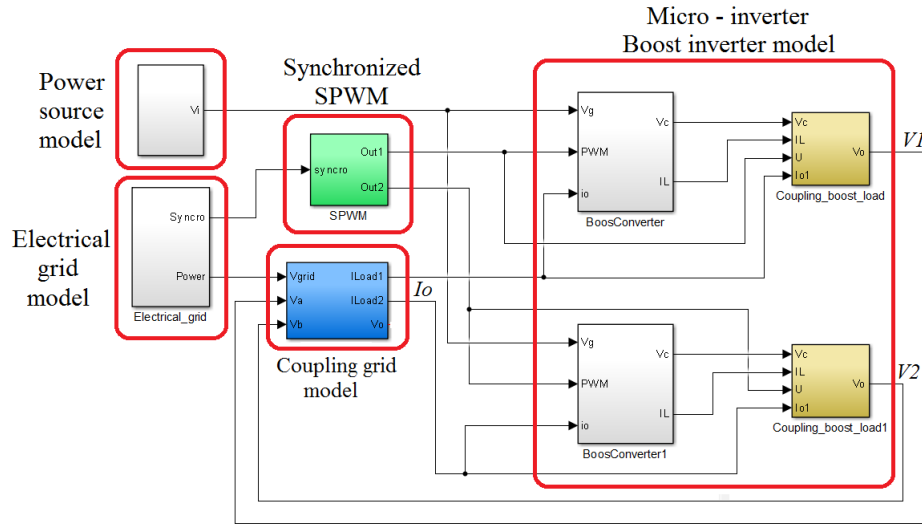 Micro - inverter
Boost inverter model
Power
source
model
Vi
Synchronized
SPWM
syncro
Out1
Out2
SPWM
Electrical
grid
model
Syncro
Power
Electrical_grid
Vgrid
Va
Vb
ILoad1
ILoad2
Vo
Io
Coupling grid
model
Vg
PWM
io
Vc
IL
BoosConverter
Vc
IL
U
Io1
Vo
Coupling_boost_load
V1
Vg
PWM
io
Vc
IL
BoosConverter1
Vc
IL
U
Io1
Vo
Coupling_boost_load1
V2